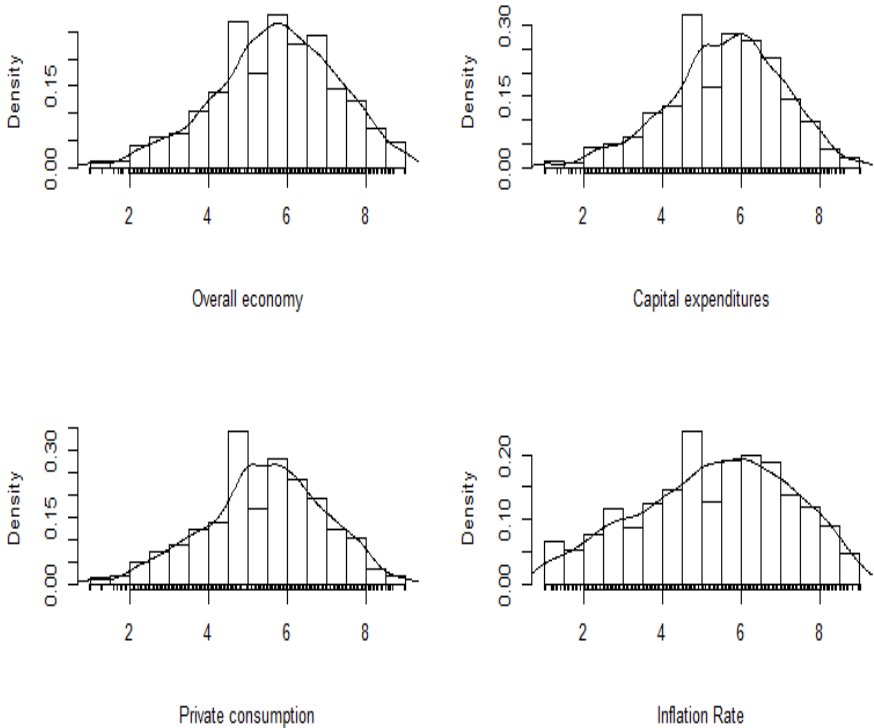 Density
0.00 0.15
2 4 6 8
Overall economy
Density
0.00 0.15 0.30
2 4 6 8
Capital expenditures
Density
0.00 0.15 0.30
2 4 6 8
Private consumption
Density
0.00 0.10 0.20
2 4 6 8
Inflation Rate